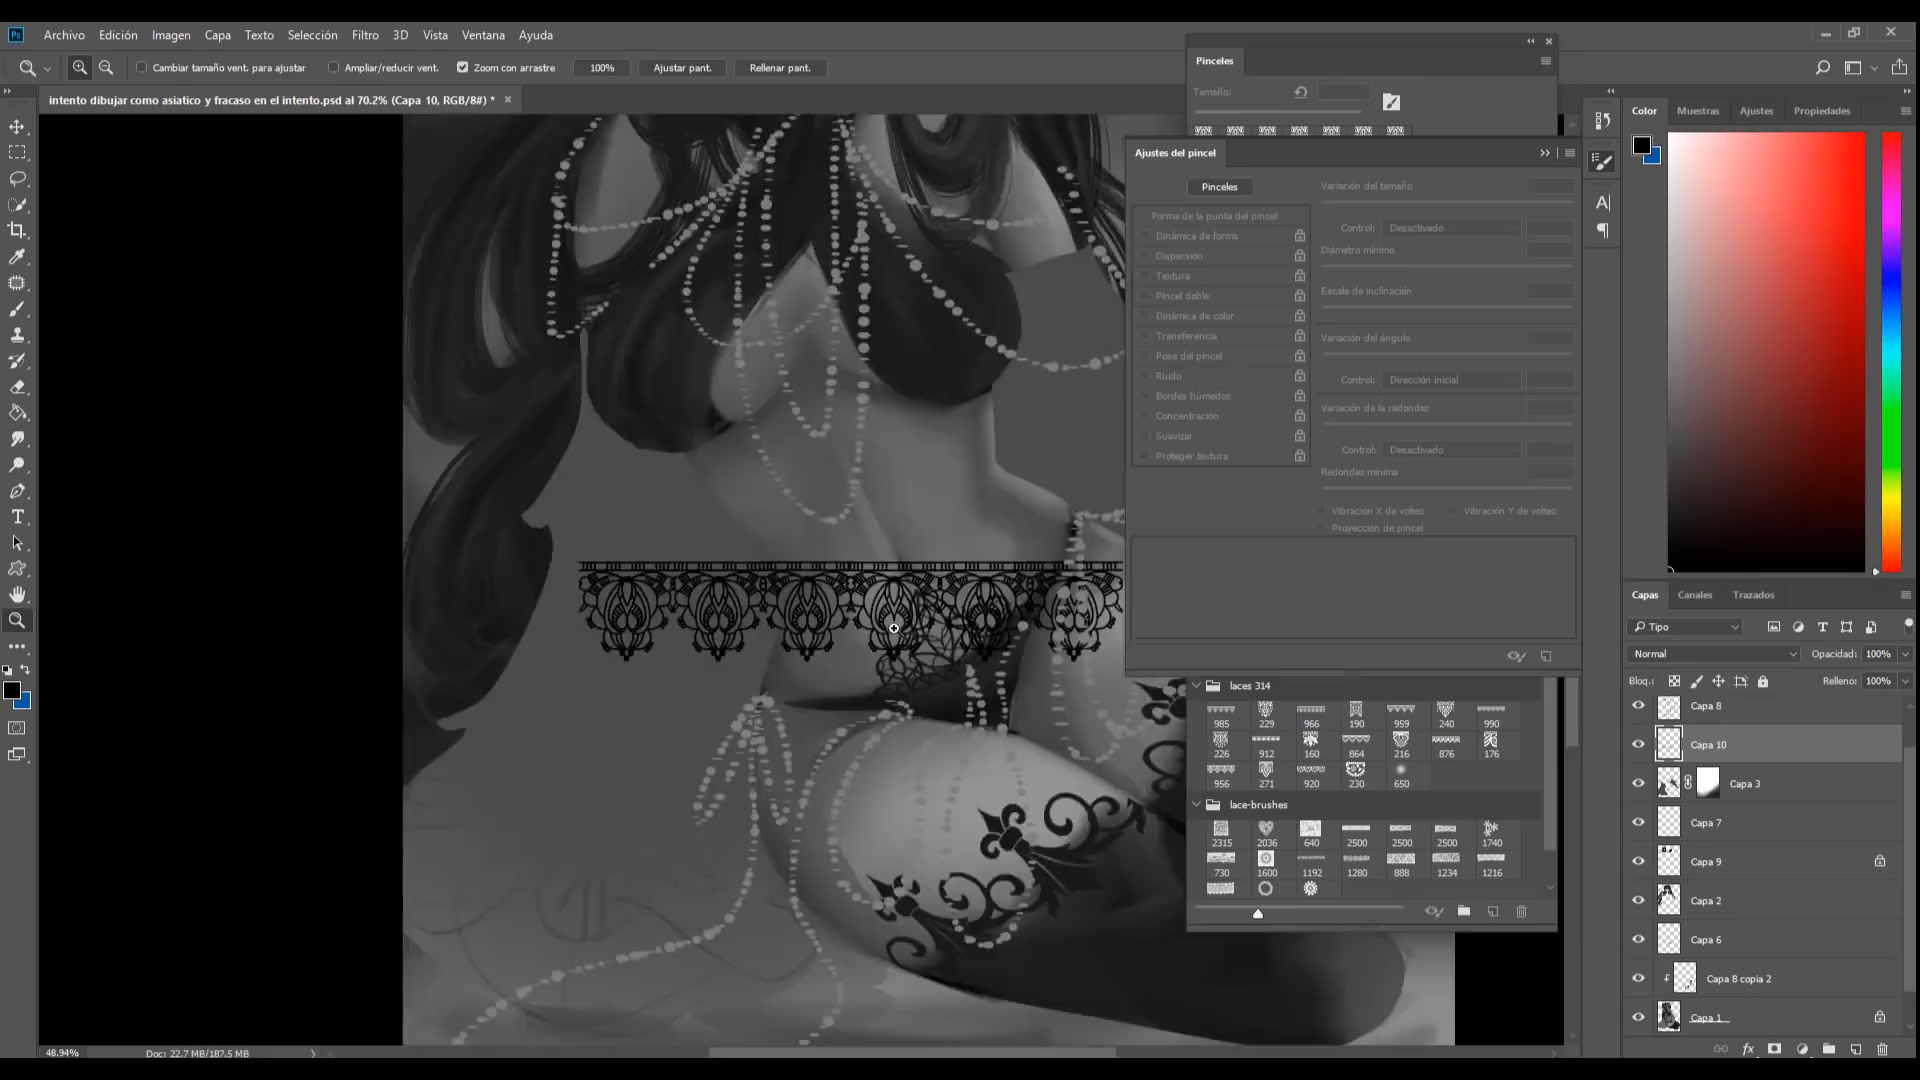 Ps Archivo Edición Imagen Capa Texto Selección Filtro 3D Vista Ventana Ayuda
Cambiar tamaño vent. para ajustar Ampliar/reducir vent. Zoom con arrastre 100% Ajustar pant. Rellenar pant.
intento dibujar como asiatico y fracaso en el intento.psd al 70.2% (Capa 10, RGB/8#) *
Pinceles
Tamaño:
Ajustes del pincel
Pinceles
Forma de la punta del pincel
Dinámica de forma
Dispersión
Textura
Pincel doble
Dinámica de color
Transferencia
Pose del pincel
Ruido
Bordes húmedos
Concentración
Suavizar
Proteger textura
Variación del tamaño
Control: Desactivado
Diámetro mínimo
Escala de inclinación
Variación del ángulo
Control: Dirección inicial
Variación de la redondez
Control: Desactivado
Redondez mínima
Vibración X de volteo Vibración Y de volteo
Proyección de pincel
laces 314
985 229 966 190 959 240 990
226 912 160 864 216 876 176
956 271 920 230 650
lace-brushes
2315 2036 640 2500 2500 2500 1740
730 1600 1192 1280 888 1234 1216
Color Muestras Ajustes Propiedades
Capas Canales Trazados
Tipo
Normal Opacidad: 100%
Bloq.: Relleno: 100%
Capa 8
Capa 10
Capa 3
Capa 7
Capa 9
Capa 2
Capa 6
Capa 8 copia 2
Capa 1
48.94% Doc: 22.7 MB/187.5 MB